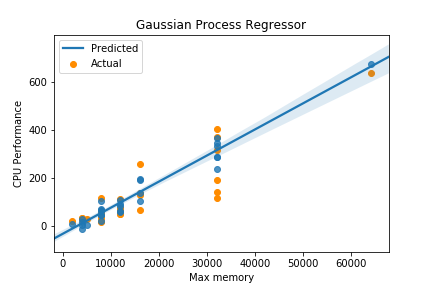 Gaussian Process Regressor
Predicted
Actual
CPU Performance
600
400
200
0
0 10000 20000 30000 40000 50000 60000
Max memory